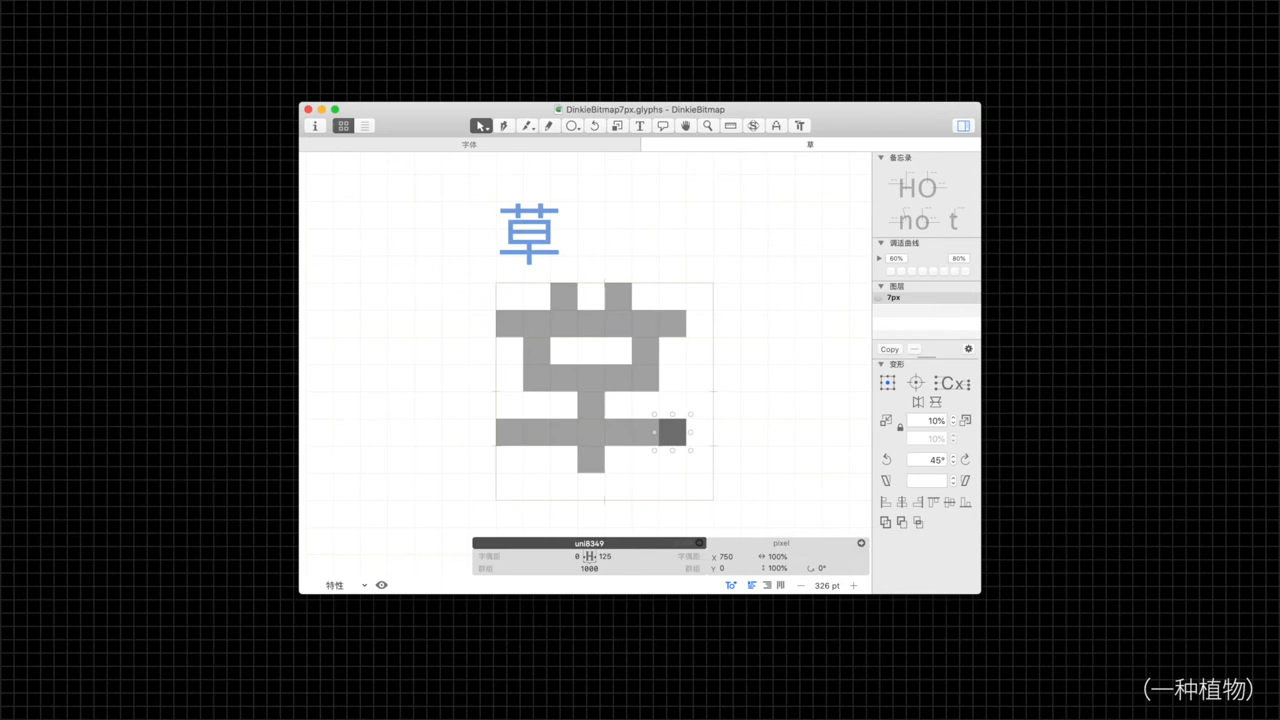 DinkieBitmap7px.glyphs - DinkieBitmap
字体
草
备忘录
HO
no t
调适曲线
60% 80%
图层
7px
Copy
变形
Cx
10%
10%
45°
草
草
uni8349
字偶距 0 H 125 字偶距
群组 1000 群组
pixel
X 750 100%
Y 0 100% 0°
特性
326 pt
(一种植物)